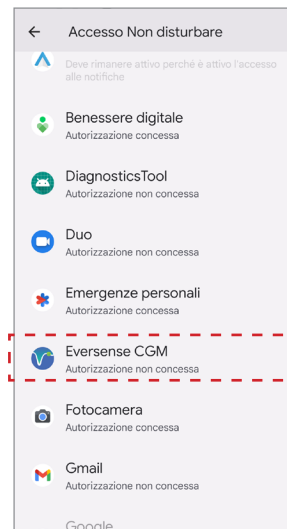 Accesso Non disturbare
Deve rimanere attivo perché è attivo l'accesso
alle notifiche
Benessere digitale
Autorizzazione concessa
DiagnosticsTool
Autorizzazione non concessa
Duo
Autorizzazione non concessa
Emergenze personali
Autorizzazione concessa
Eversense CGM
Autorizzazione non concessa
Fotocamera
Autorizzazione concessa
Gmail
Autorizzazione non concessa
Google